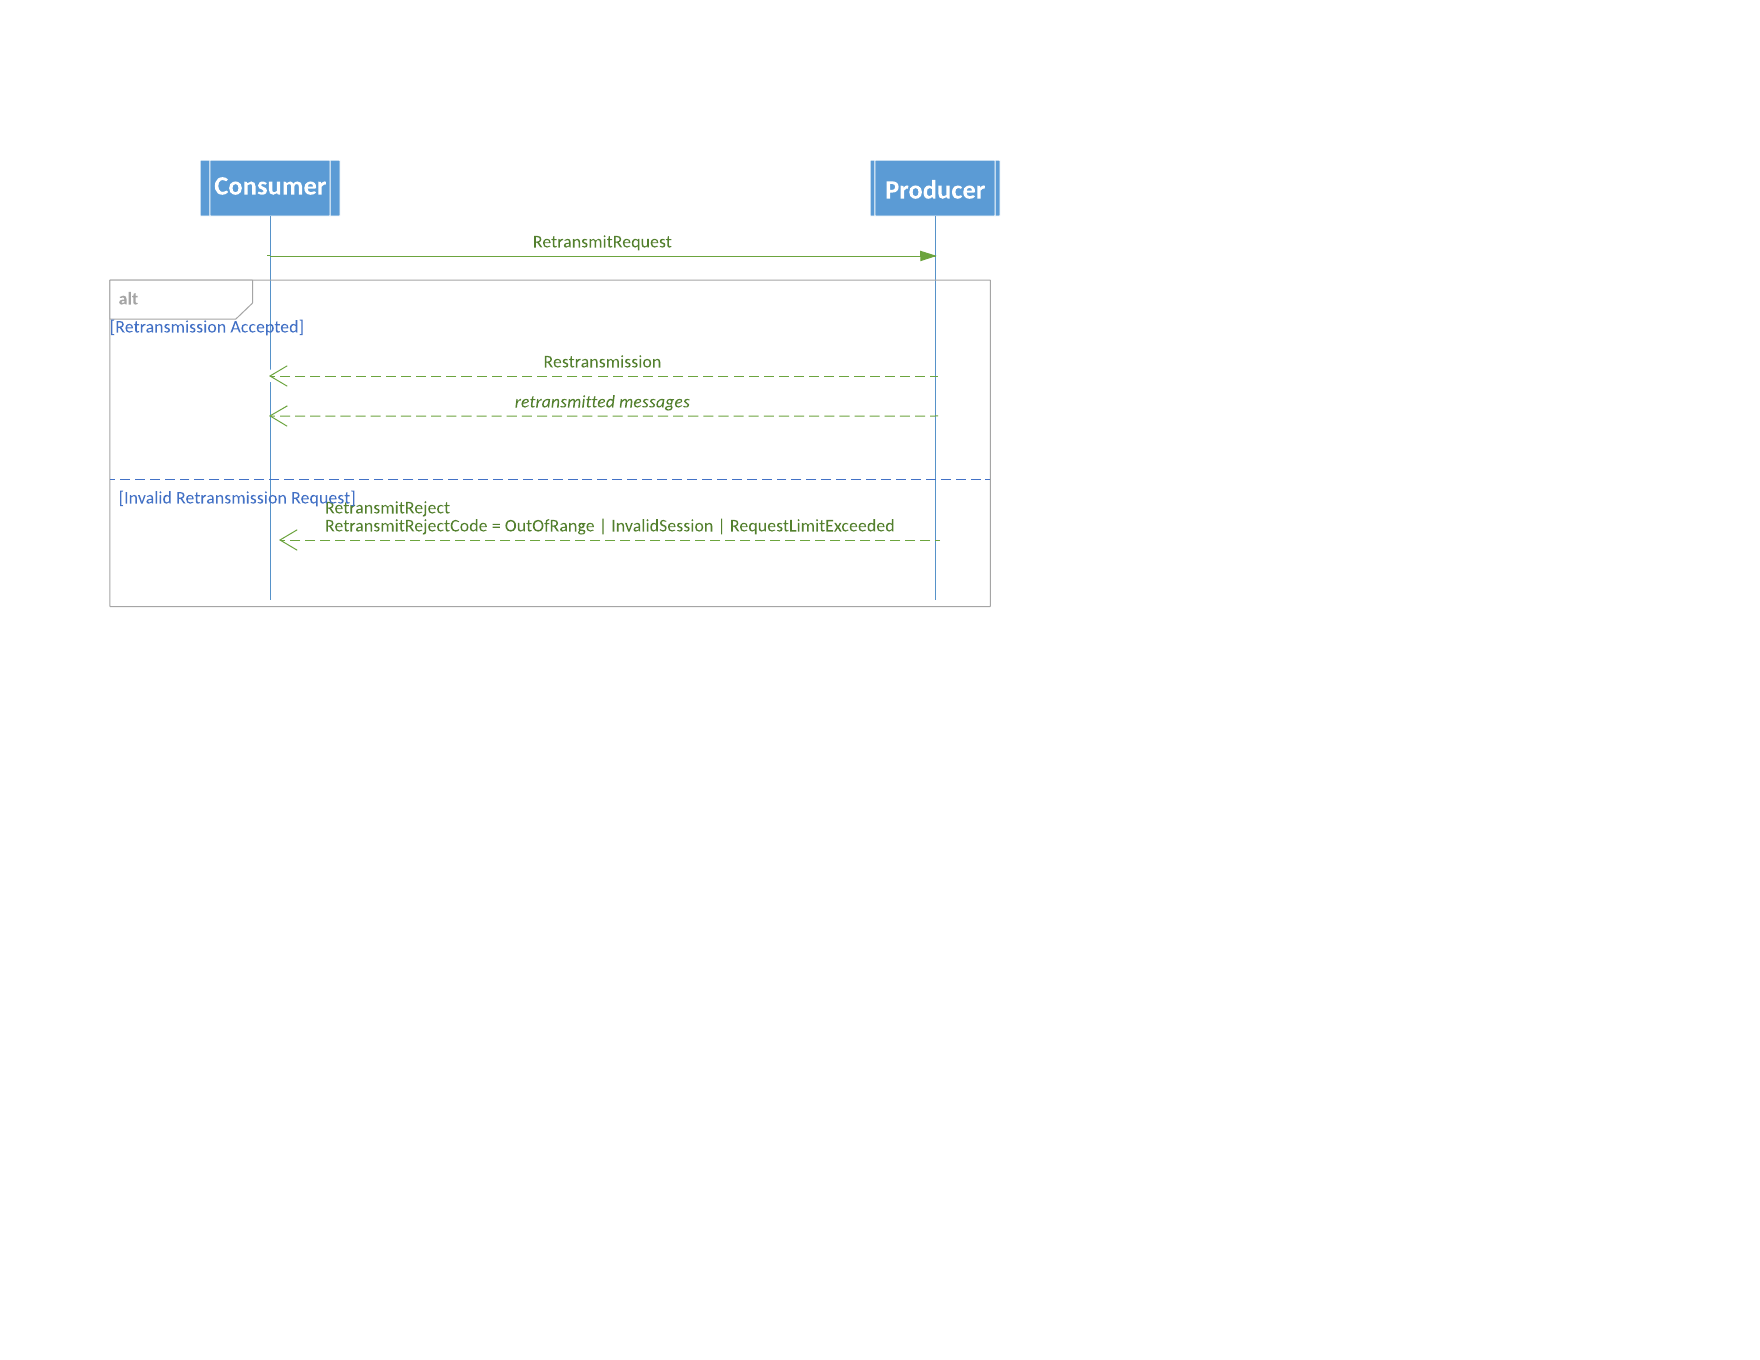 Consumer
Producer
RetransmitRequest
alt
[Retransmission Accepted]
Restransmission
retransmitted messages
[Invalid Retransmission Request]
RetransmitReject
RetransmitRejectCode = OutOfRange | InvalidSession | RequestLimitExceeded